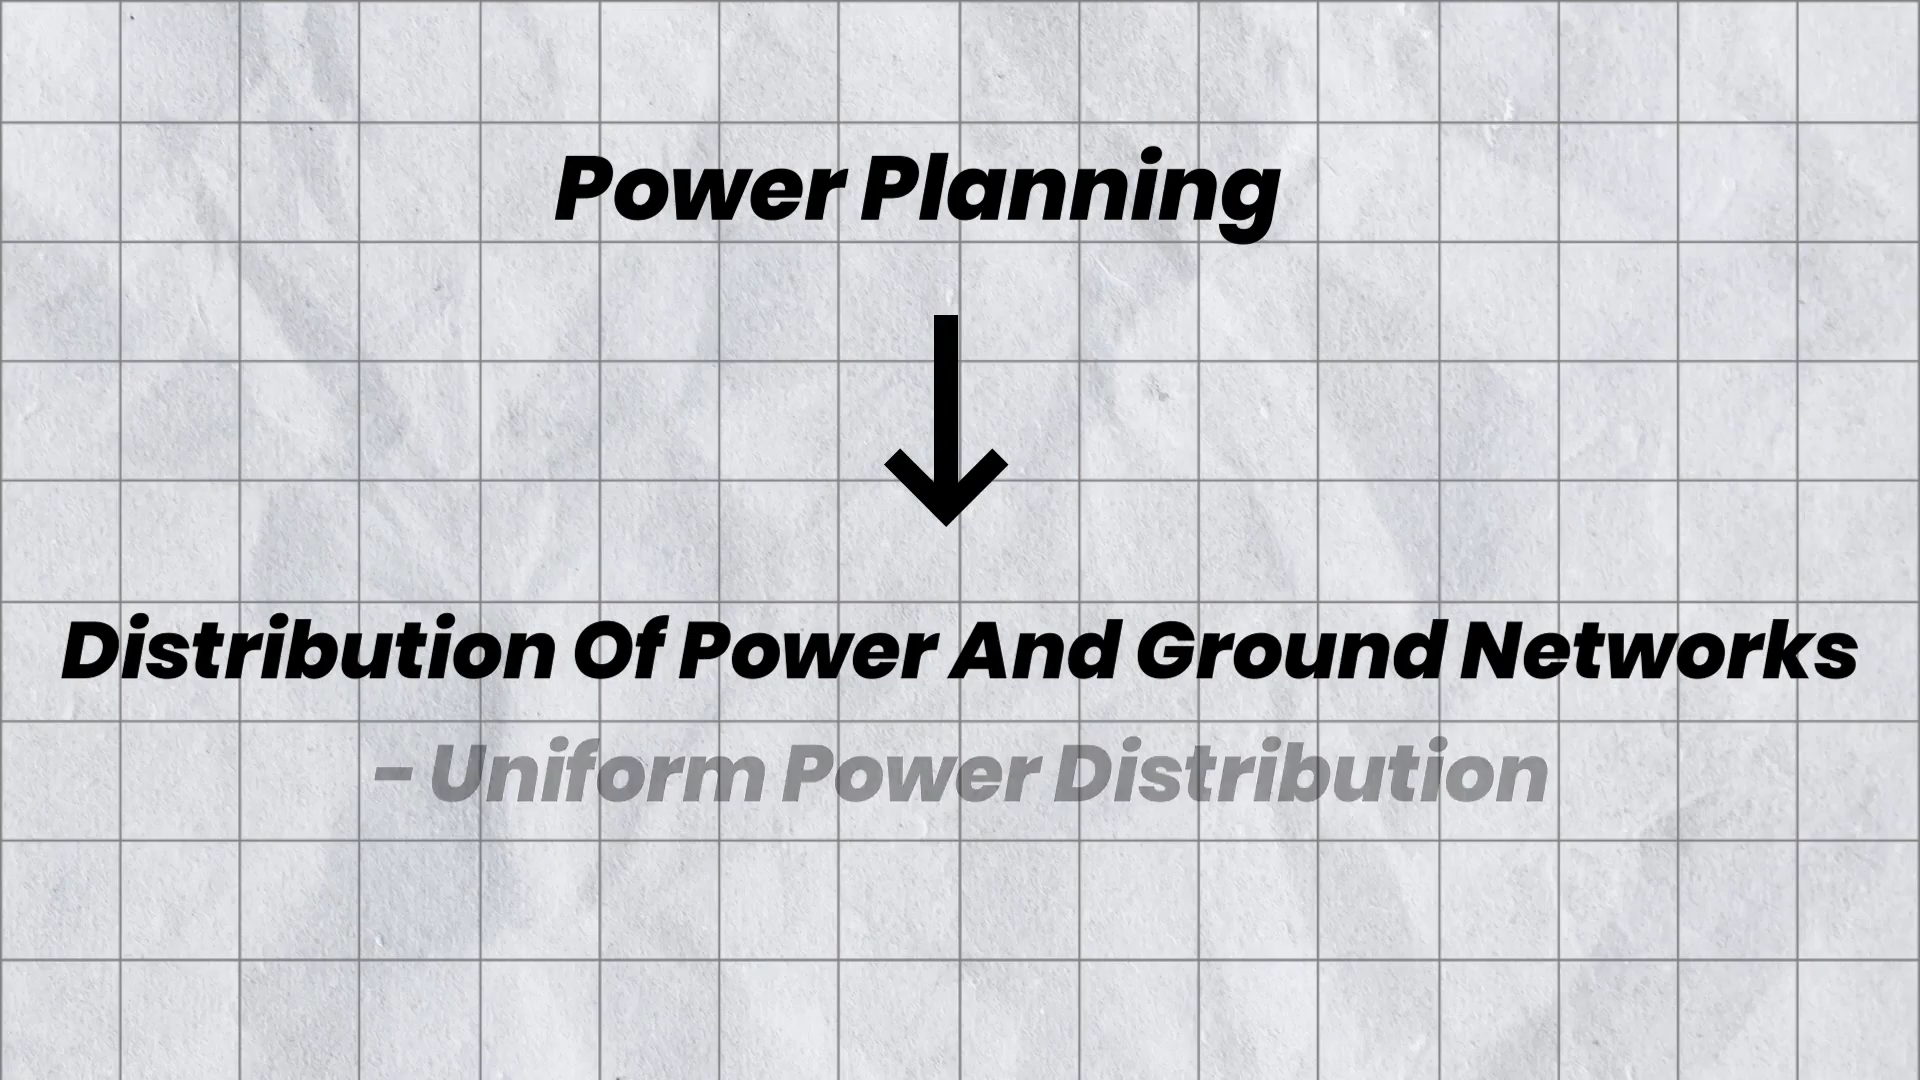 Power Planning
Distribution Of Power And Ground Networks
- Uniform Power Distribution